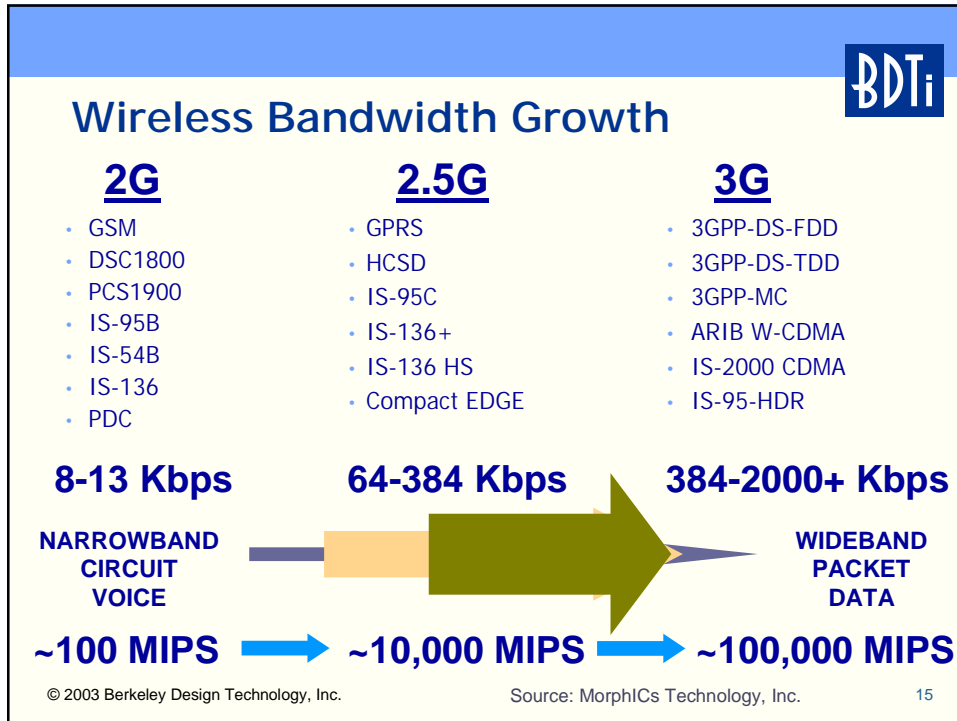 BDTi
Wireless Bandwidth Growth
2G
• GSM
• DSC1800
• PCS1900
• IS-95B
• IS-54B
• IS-136
• PDC
2.5G
• GPRS
• HCSD
• IS-95C
• IS-136+
• IS-136 HS
• Compact EDGE
3G
• 3GPP-DS-FDD
• 3GPP-DS-TDD
• 3GPP-MC
• ARIB W-CDMA
• IS-2000 CDMA
• IS-95-HDR
8-13 Kbps
64-384 Kbps
384-2000+ Kbps
NARROWBAND
CIRCUIT
VOICE
WIDEBAND
PACKET
DATA
~100 MIPS
~10,000 MIPS
~100,000 MIPS
© 2003 Berkeley Design Technology, Inc.
Source: MorphICs Technology, Inc.
15